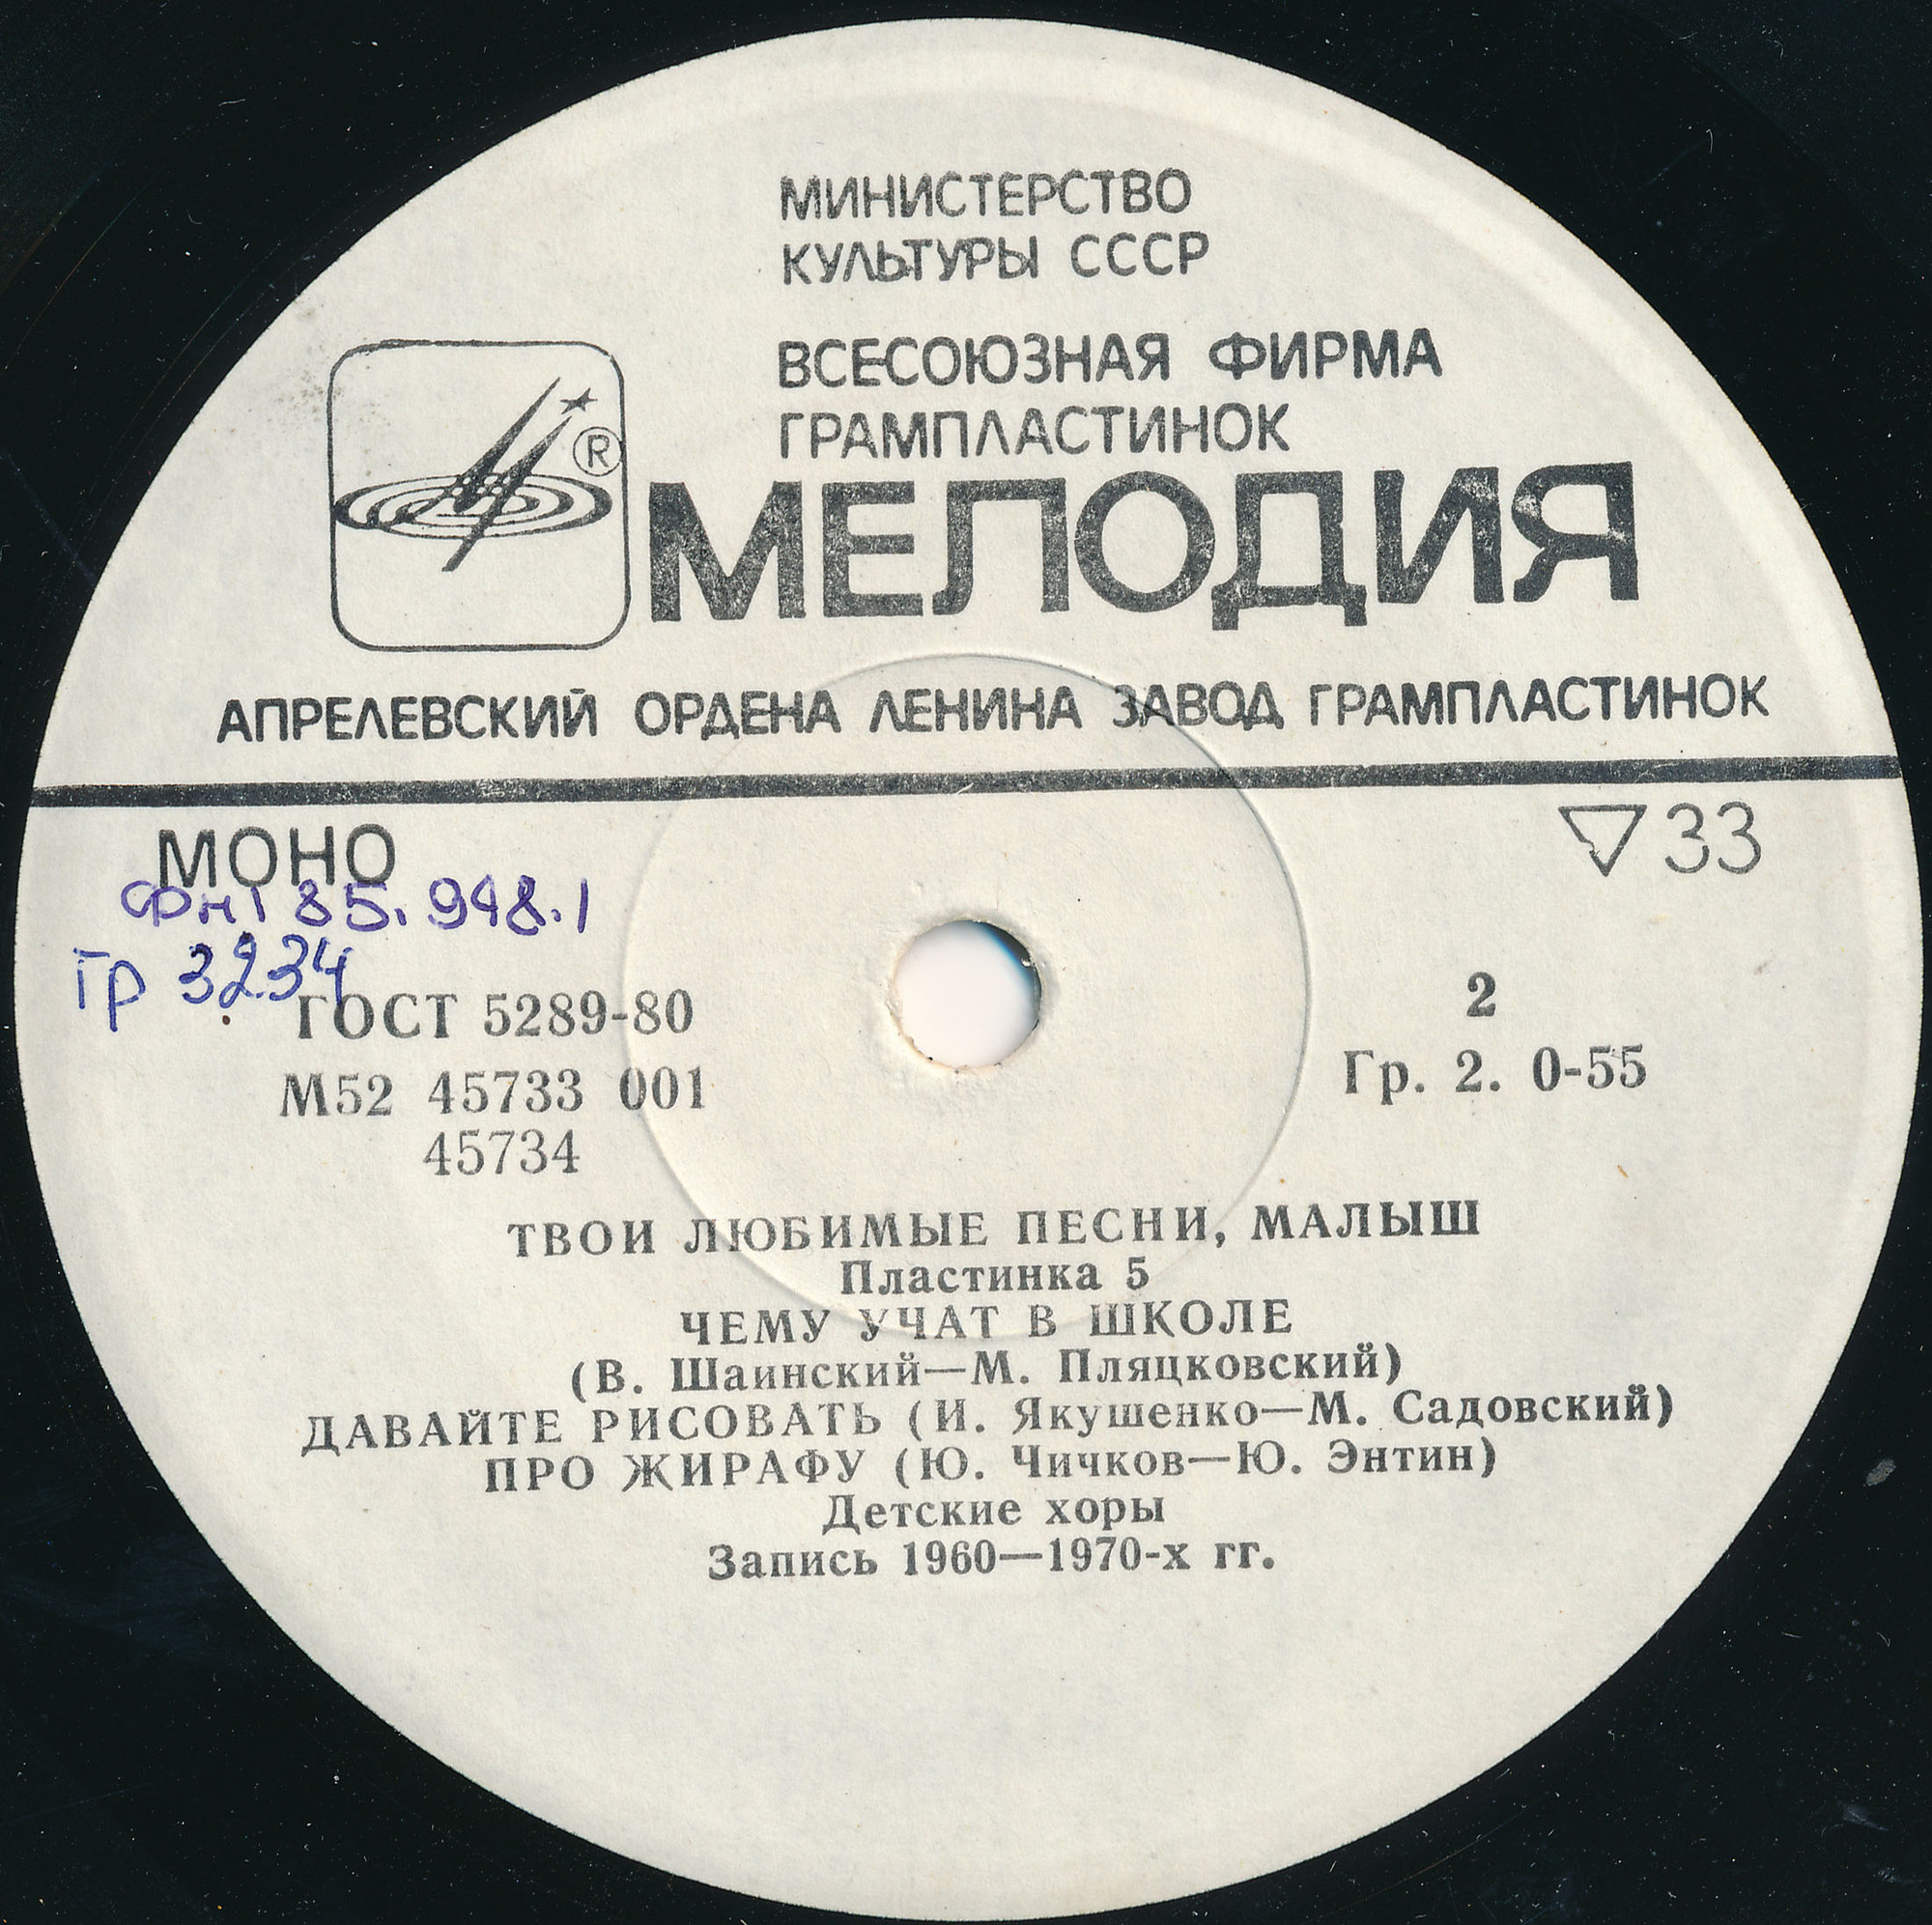 МИНИСТЕРСТВО
КУЛЬТУРЫ СССР
ВСЕСОЮЗНАЯ ФИРМА
ГРАМПЛАСТИНОК
®
МЕЛОДИЯ
АПРЕЛЕВСКИЙ ОРДЕНА ЛЕНИНА ЗАВОД ГРАМПЛАСТИНОК
МОНО
▽33
85.948.1
Гр 3234
ГОСТ 5289-80
2
М52 45733 001
Гр. 2. 0-55
45734
ТВОИ ЛЮБИМЫЕ ПЕСНИ, МАЛЫШ
Пластинка 5
ЧЕМУ УЧАТ В ШКОЛЕ
(В. Шаинский—М. Пляцковский)
ДАВАЙТЕ РИСОВАТЬ (И. Якушенко—М. Садовский)
ПРО ЖИРАФУ (Ю. Чичков—Ю. Энтин)
Детские хоры
Запись 1960—1970-х гг.